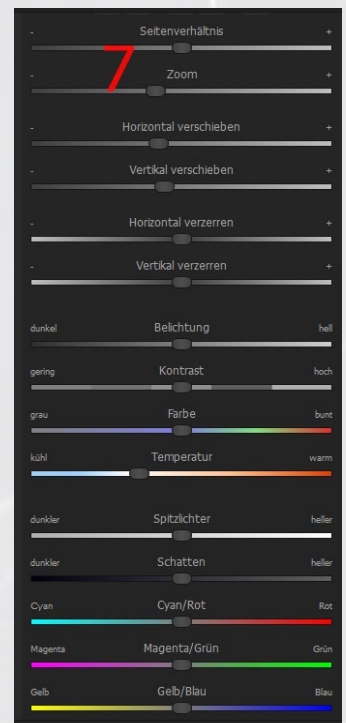 - Seitenverhältnis +
7
- Zoom +
- Horizontal verschieben +
- Vertikal verschieben +
- Horizontal verzerren +
- Vertikal verzerren +
dunkel Belichtung hell
gering Kontrast hoch
grau Farbe bunt
kühl Temperatur warm
dunkler Spitzlichter heller
dunkler Schatten heller
Cyan Cyan/Rot Rot
Magenta Magenta/Grün Grün
Gelb Gelb/Blau Blau